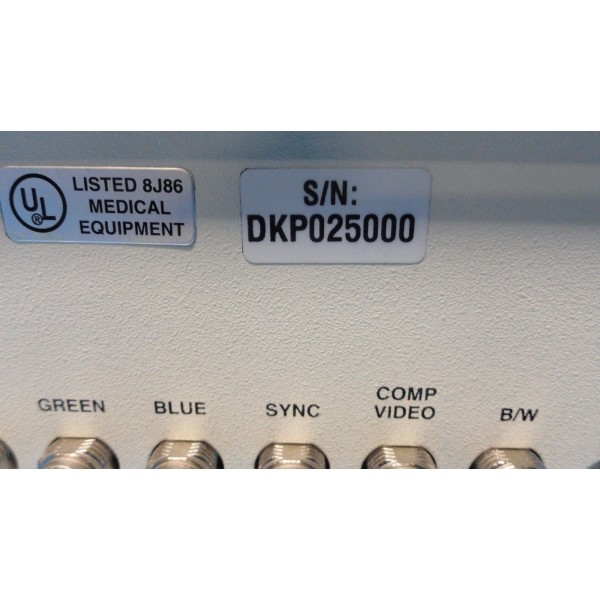 UL
®
LISTED 8J86
MEDICAL
EQUIPMENT
S/N:
DKP025000
GREEN
BLUE
SYNC
COMP
VIDEO
B/W